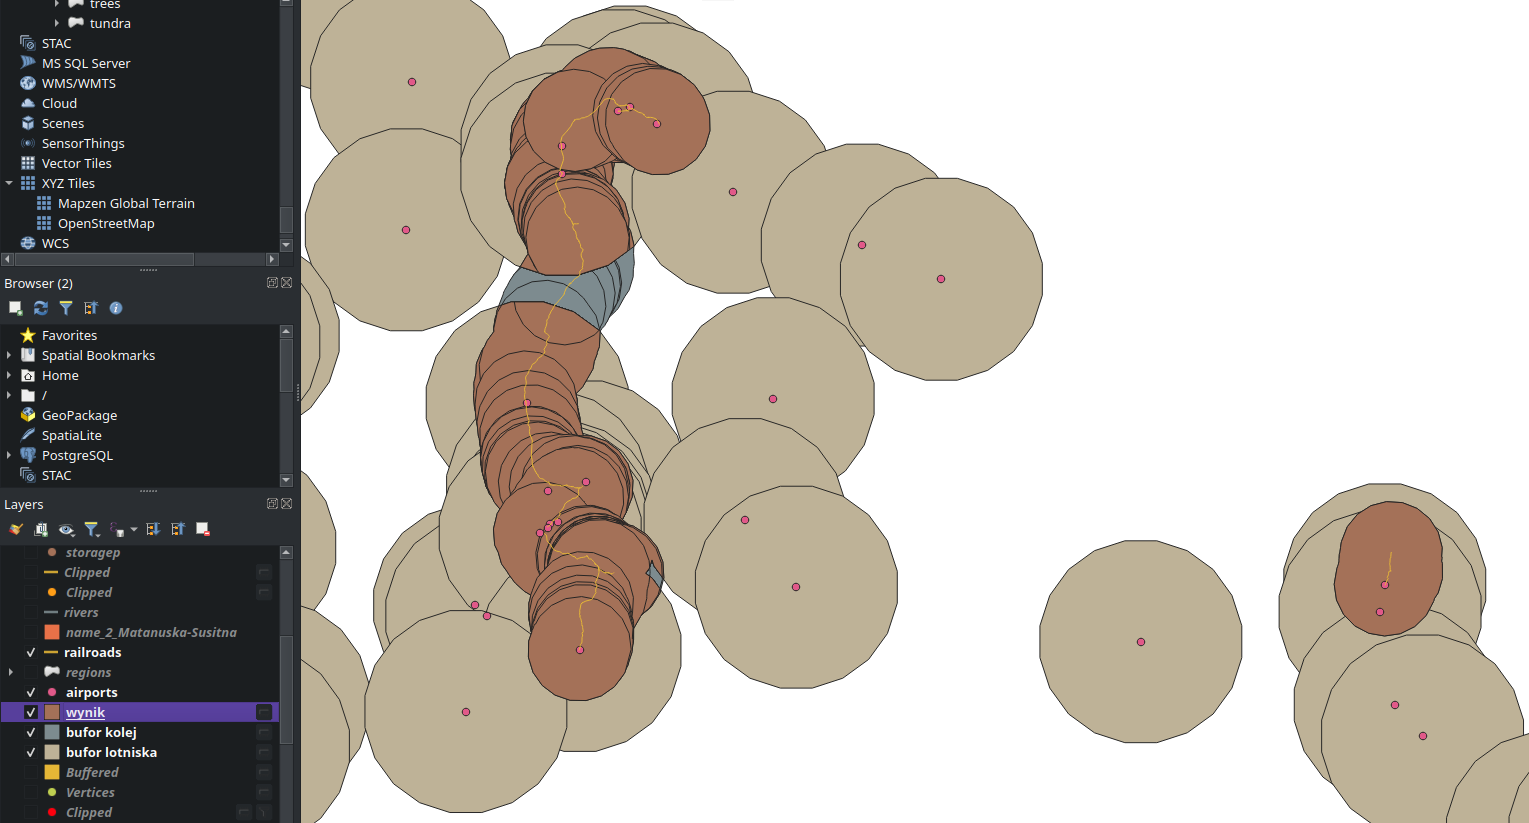 trees
tundra
STAC
MS SQL Server
WMS/WMTS
Cloud
Scenes
SensorThings
Vector Tiles
XYZ Tiles
Mapzen Global Terrain
OpenStreetMap
WCS
Browser (2)
Favorites
Spatial Bookmarks
Home
/
GeoPackage
SpatiaLite
PostgreSQL
STAC
Layers
storagep
Clipped
Clipped
rivers
name_2_Matanuska-Susitna
railroads
regions
airports
wynik
bufor kolej
bufor lotniska
Buffered
Vertices
Clipped